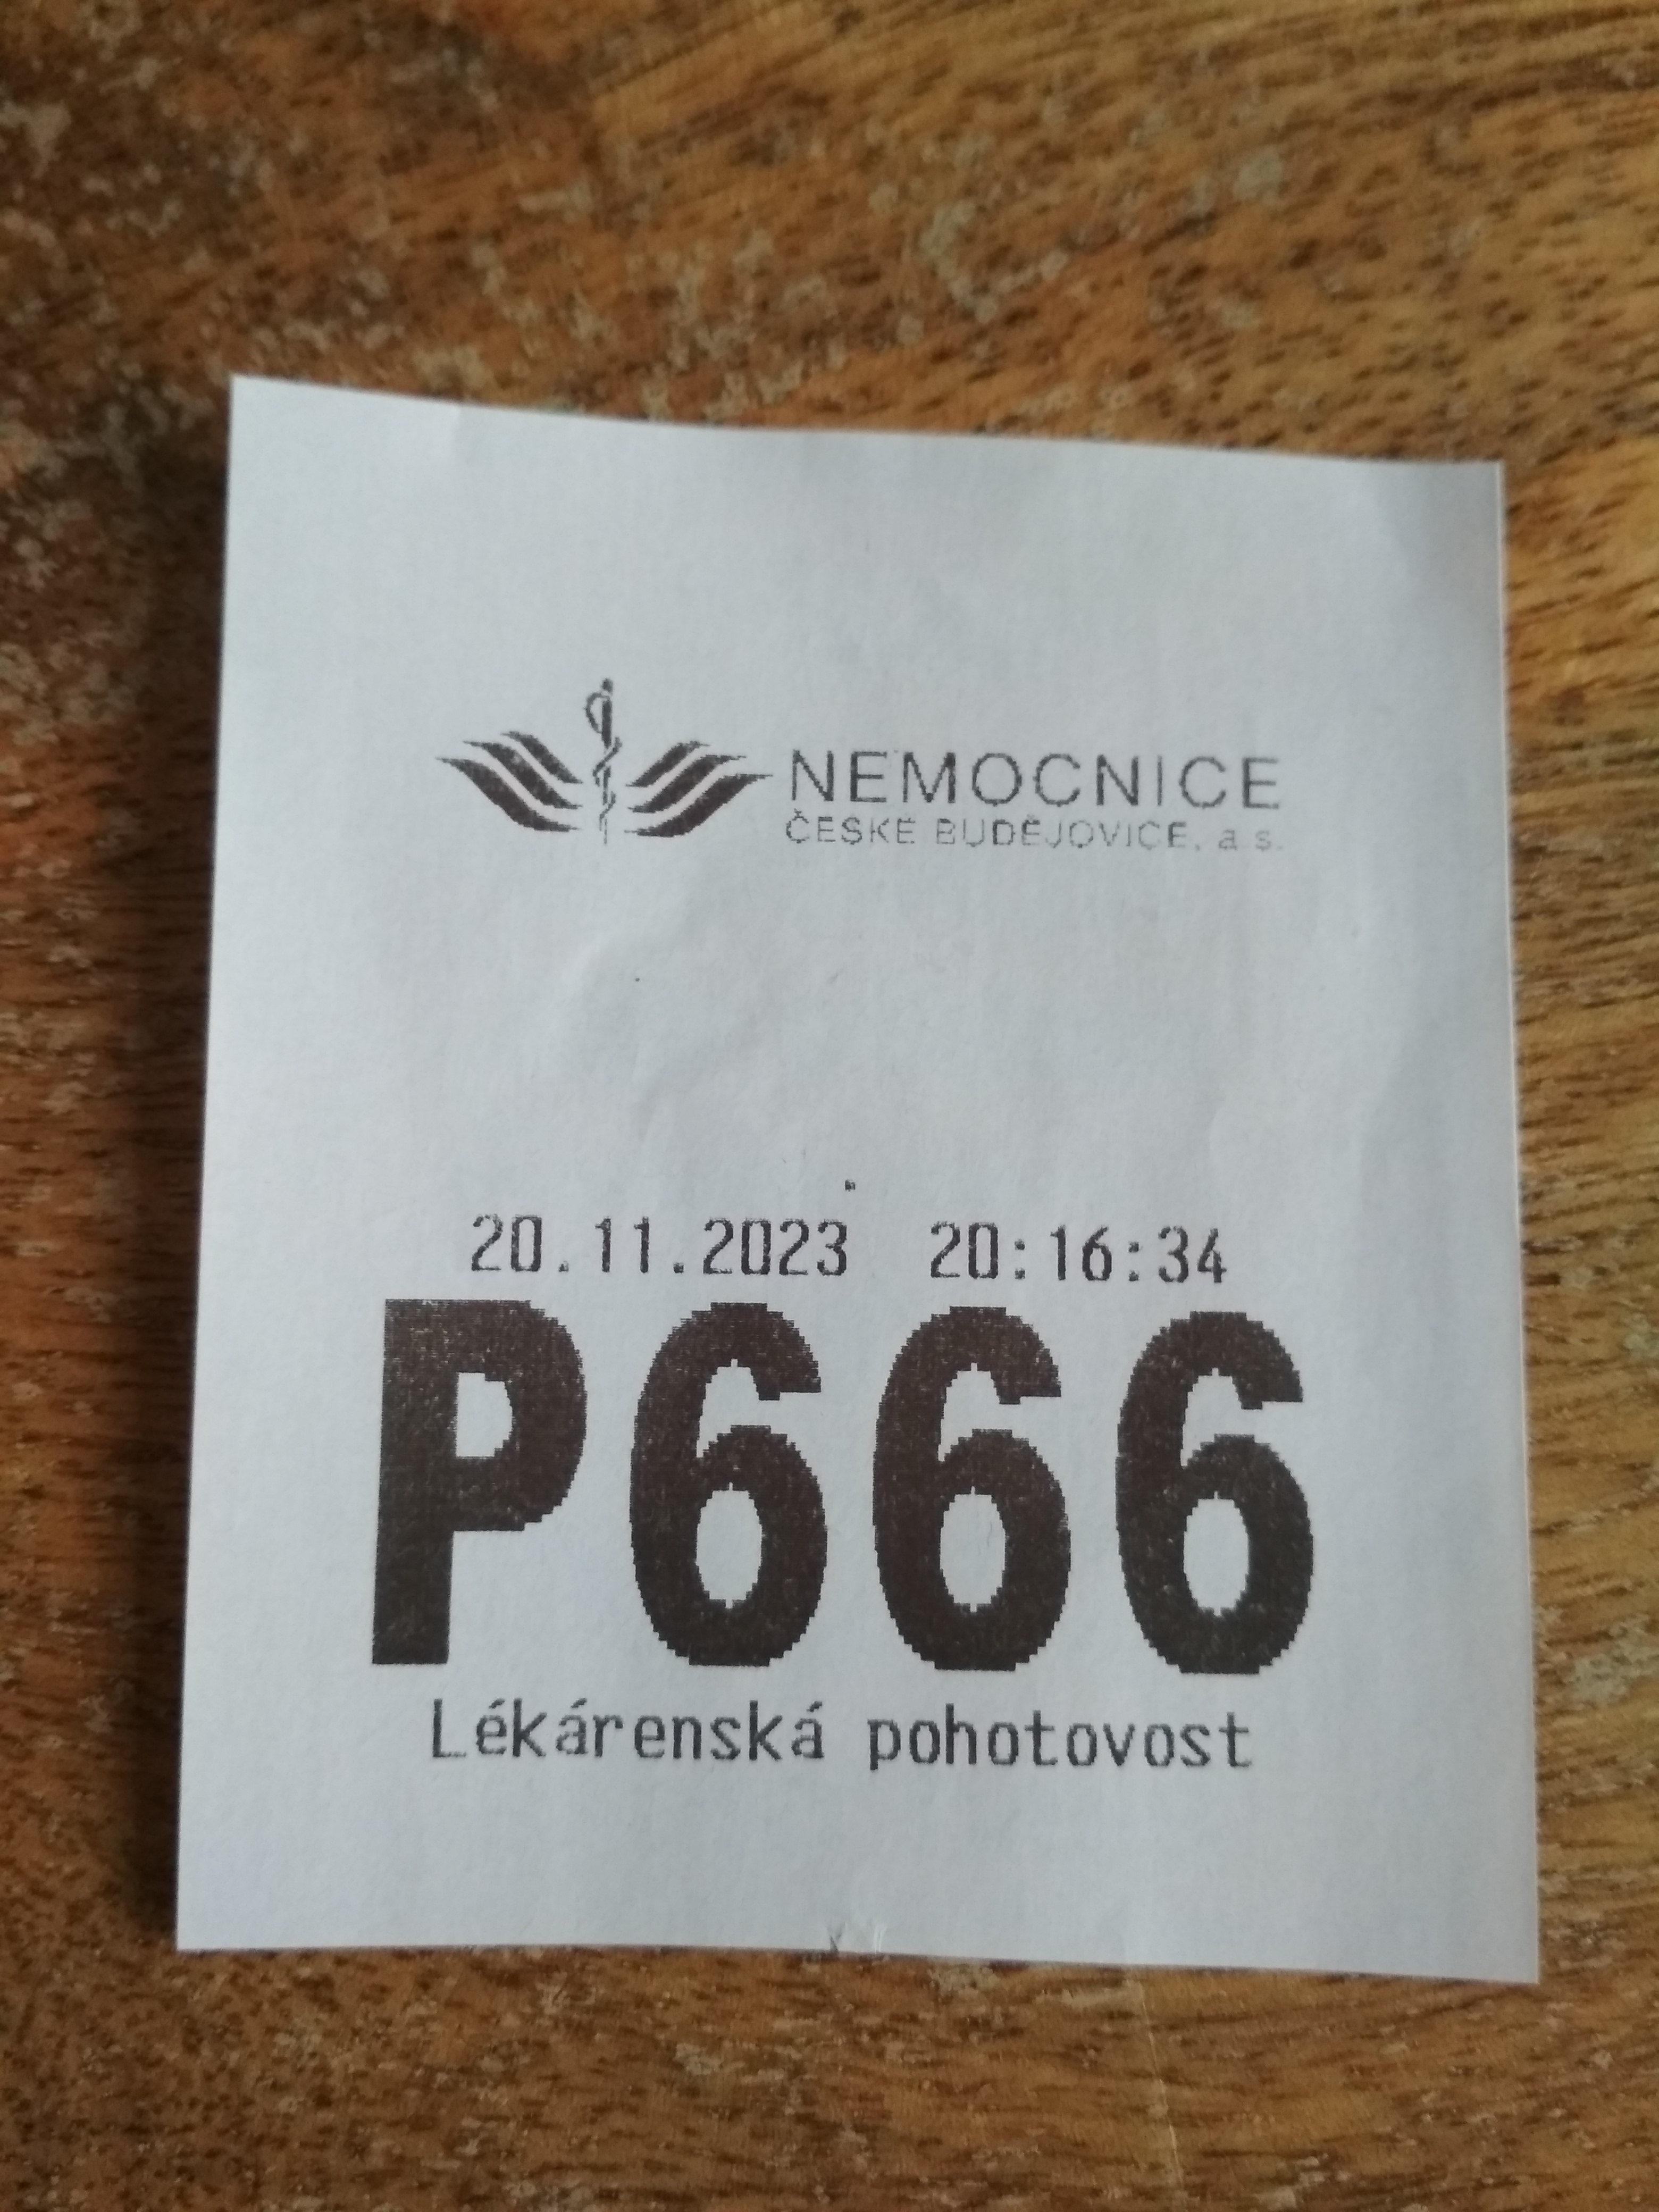 NEMOCNICE
ČESKÉ BUDĚJOVICE, a.s.
20.11.2023 20:16:34
P666
Lékárenská pohotovost